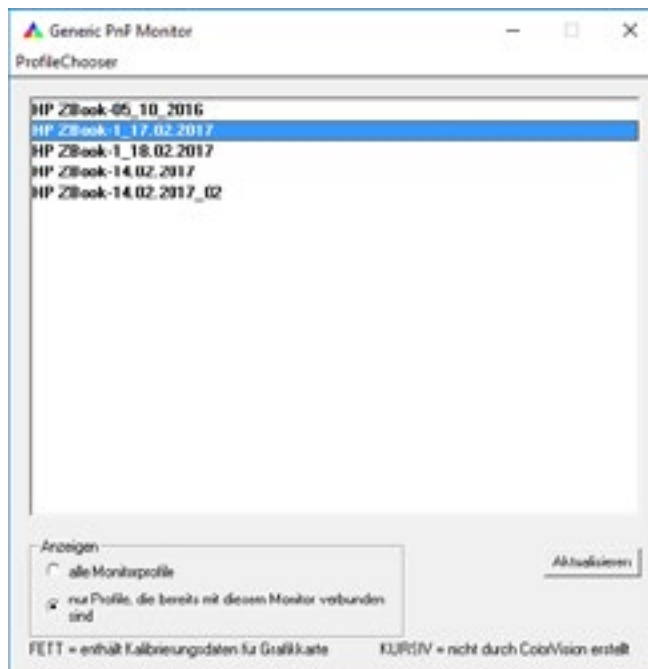 Generic PnP Monitor
ProfileChooser
HP ZBook-05_10_2016
HP ZBook-1_17.02.2017
HP ZBook-1_18.02.2017
HP ZBook-14.02.2017
HP ZBook-14.02.2017_02
Anzeigen
alle Monitorprofile
nur Profile, die bereits mit diesem Monitor verbunden
sind
Aktualisieren
FETT = enthält Kalibrierungsdaten für Grafikkarte KURSIV = nicht durch ColorVision erstellt